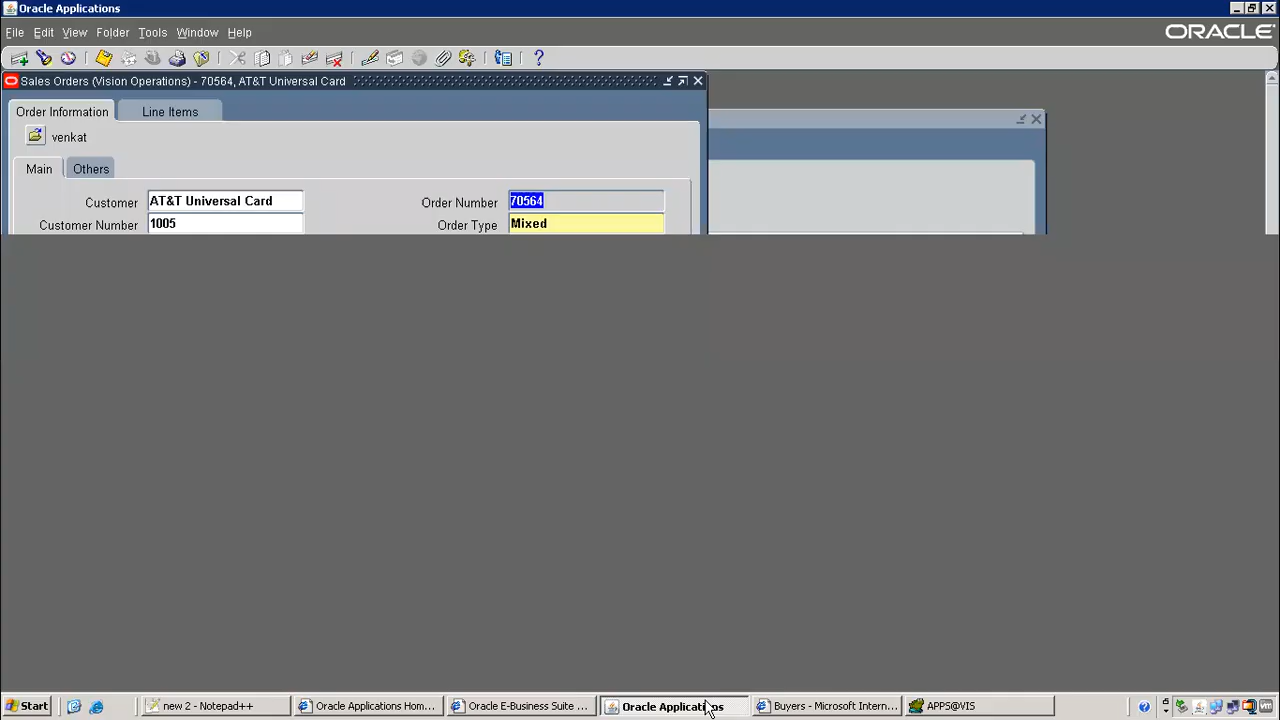 Oracle Applications
File Edit View Folder Tools Window Help
ORACLE
Sales Orders (Vision Operations) - 70564, AT&T Universal Card
Order Information Line Items
venkat
Main Others
Customer AT&T Universal Card Order Number 70564
Customer Number 1005 Order Type Mixed
Start new 2 - Notepad++ Oracle Applications Hom... Oracle E-Business Suite ... Oracle Applications Buyers - Microsoft Intern... APPS@VIS